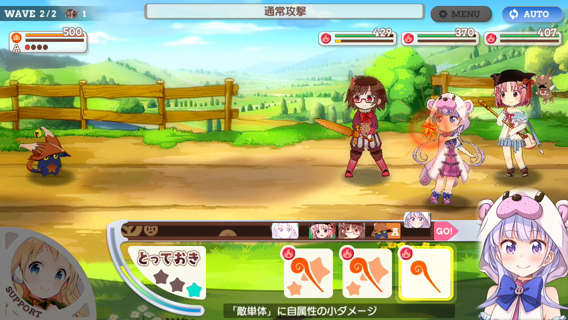 WAVE 2/2 1
通常攻撃
MENU
AUTO
500
A
429
370
407
A
GO!
とっておき
SUPPORT
「敵単体」に自属性の小ダメージ